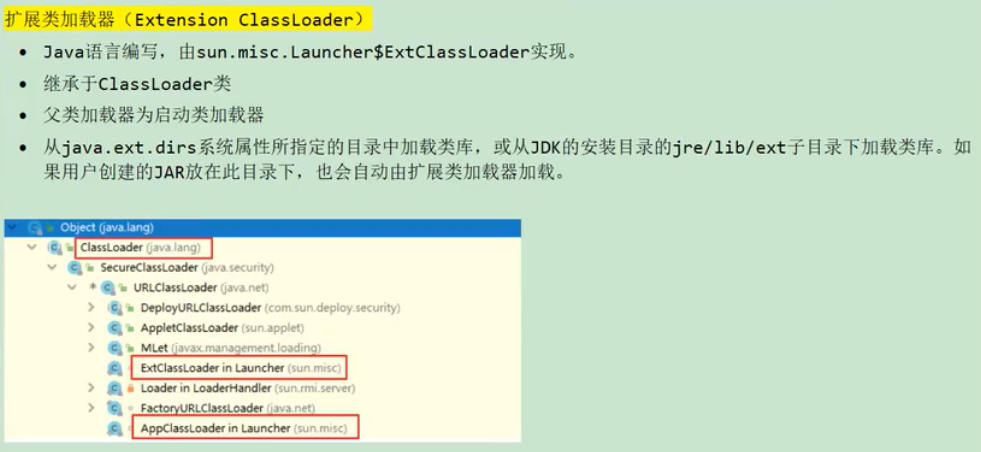 扩展类加载器（Extension ClassLoader）
Java语言编写，由sun.misc.Launcher$ExtClassLoader实现。
继承于ClassLoader类
父类加载器为启动类加载器
从java.ext.dirs系统属性所指定的目录中加载类库，或从JDK的安装目录的jre/lib/ext子目录下加载类库。如
果用户创建的JAR放在此目录下，也会自动由扩展类加载器加载。
Object (java.lang)
ClassLoader (java.lang)
SecureClassLoader (java.security)
URLClassLoader (java.net)
DeployURLClassLoader (com.sun.deploy.security)
AppletClassLoader (sun.applet)
MLet (javax.management.loading)
ExtClassLoader in Launcher (sun.misc)
Loader in LoaderHandler (sun.rmi.server)
FactoryURLClassLoader (java.net)
AppClassLoader in Launcher (sun.misc)